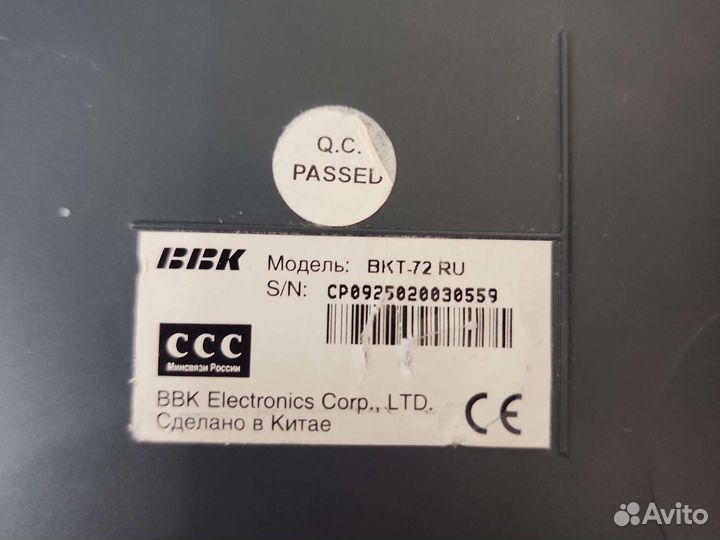 Q.C.
PASSED
BBK
Модель: BKT-72 RU
S/N: CP0925020030559
CCC
Минсвязи России
BBK Electronics Corp., LTD.
Сделано в Китае
CE
Avito